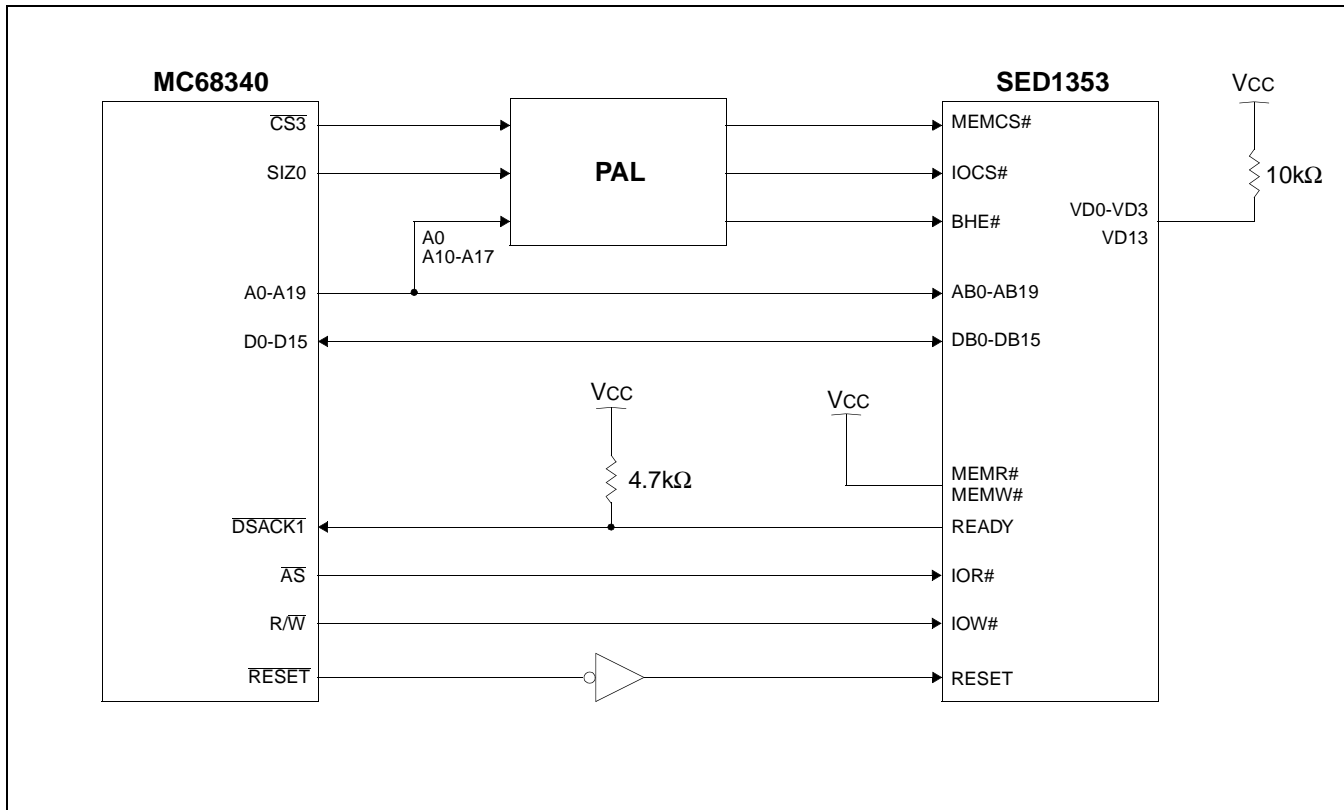 MC68340
SED1353
VCC
CS3
MEMCS#
SIZ0
PAL
IOCS#
10kΩ
VD0-VD3
BHE#
VD13
A0
A10-A17
A0-A19
AB0-AB19
D0-D15
DB0-DB15
VCC
VCC
4.7kΩ
MEMR#
MEMW#
DSACK1
READY
AS
IOR#
R/W
IOW#
RESET
RESET